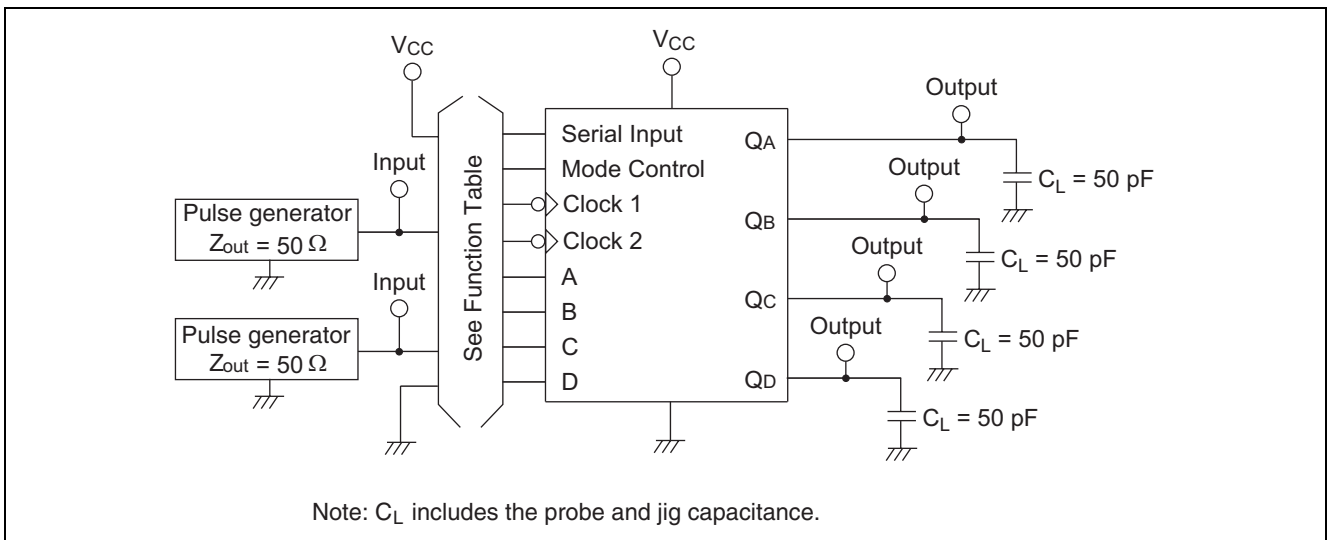 VCC
VCC
Output
Serial Input
QA
Input
Mode Control
Output
CL = 50 pF
Pulse generator
Zout = 50 Ω
See Function Table
Clock 1
QB
Clock 2
Output
CL = 50 pF
Input
A
B
QC
Output
Pulse generator
Zout = 50 Ω
C
CL = 50 pF
D
QD
CL = 50 pF
Note: CL includes the probe and jig capacitance.